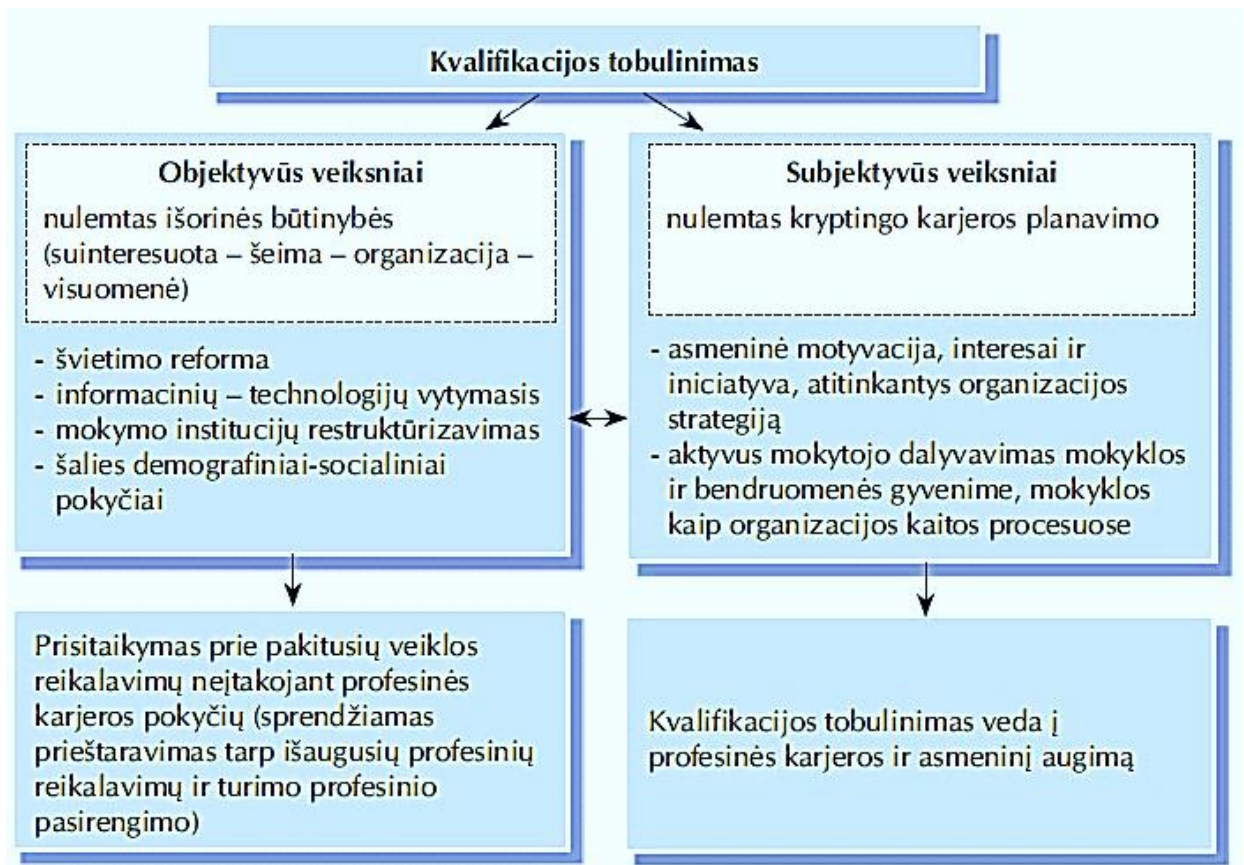 Kvalifikacijos tobulinimas
Objektyvūs veiksniai
nulemtas išorinės būtinybės
(suinteresuota – šeima – organizacija –
visuomenė)
- švietimo reforma
- informacinių – technologijų vytymasis
- mokymo institucijų restruktūrizavimas
- šalies demografiniai-socialiniai
pokyčiai
Subjektyvūs veiksniai
nulemtas kryptingo karjeros planavimo
- asmeninė motyvacija, interesai ir
iniciatyva, atitinkantys organizacijos
strategiją
- aktyvus mokytojo dalyvavimas mokyklos
ir bendruomenės gyvenime, mokyklos
kaip organizacijos kaitos procesuose
Prisitaikymas prie pakitusių veiklos
reikalavimų neįtakojant profesinės
karjeros pokyčių (sprendžiamas
prieštaravimas tarp išaugusių profesinių
reikalavimų ir turimo profesinio
pasirengimo)
Kvalifikacijos tobulinimas veda į
profesinės karjeros ir asmeninį augimą